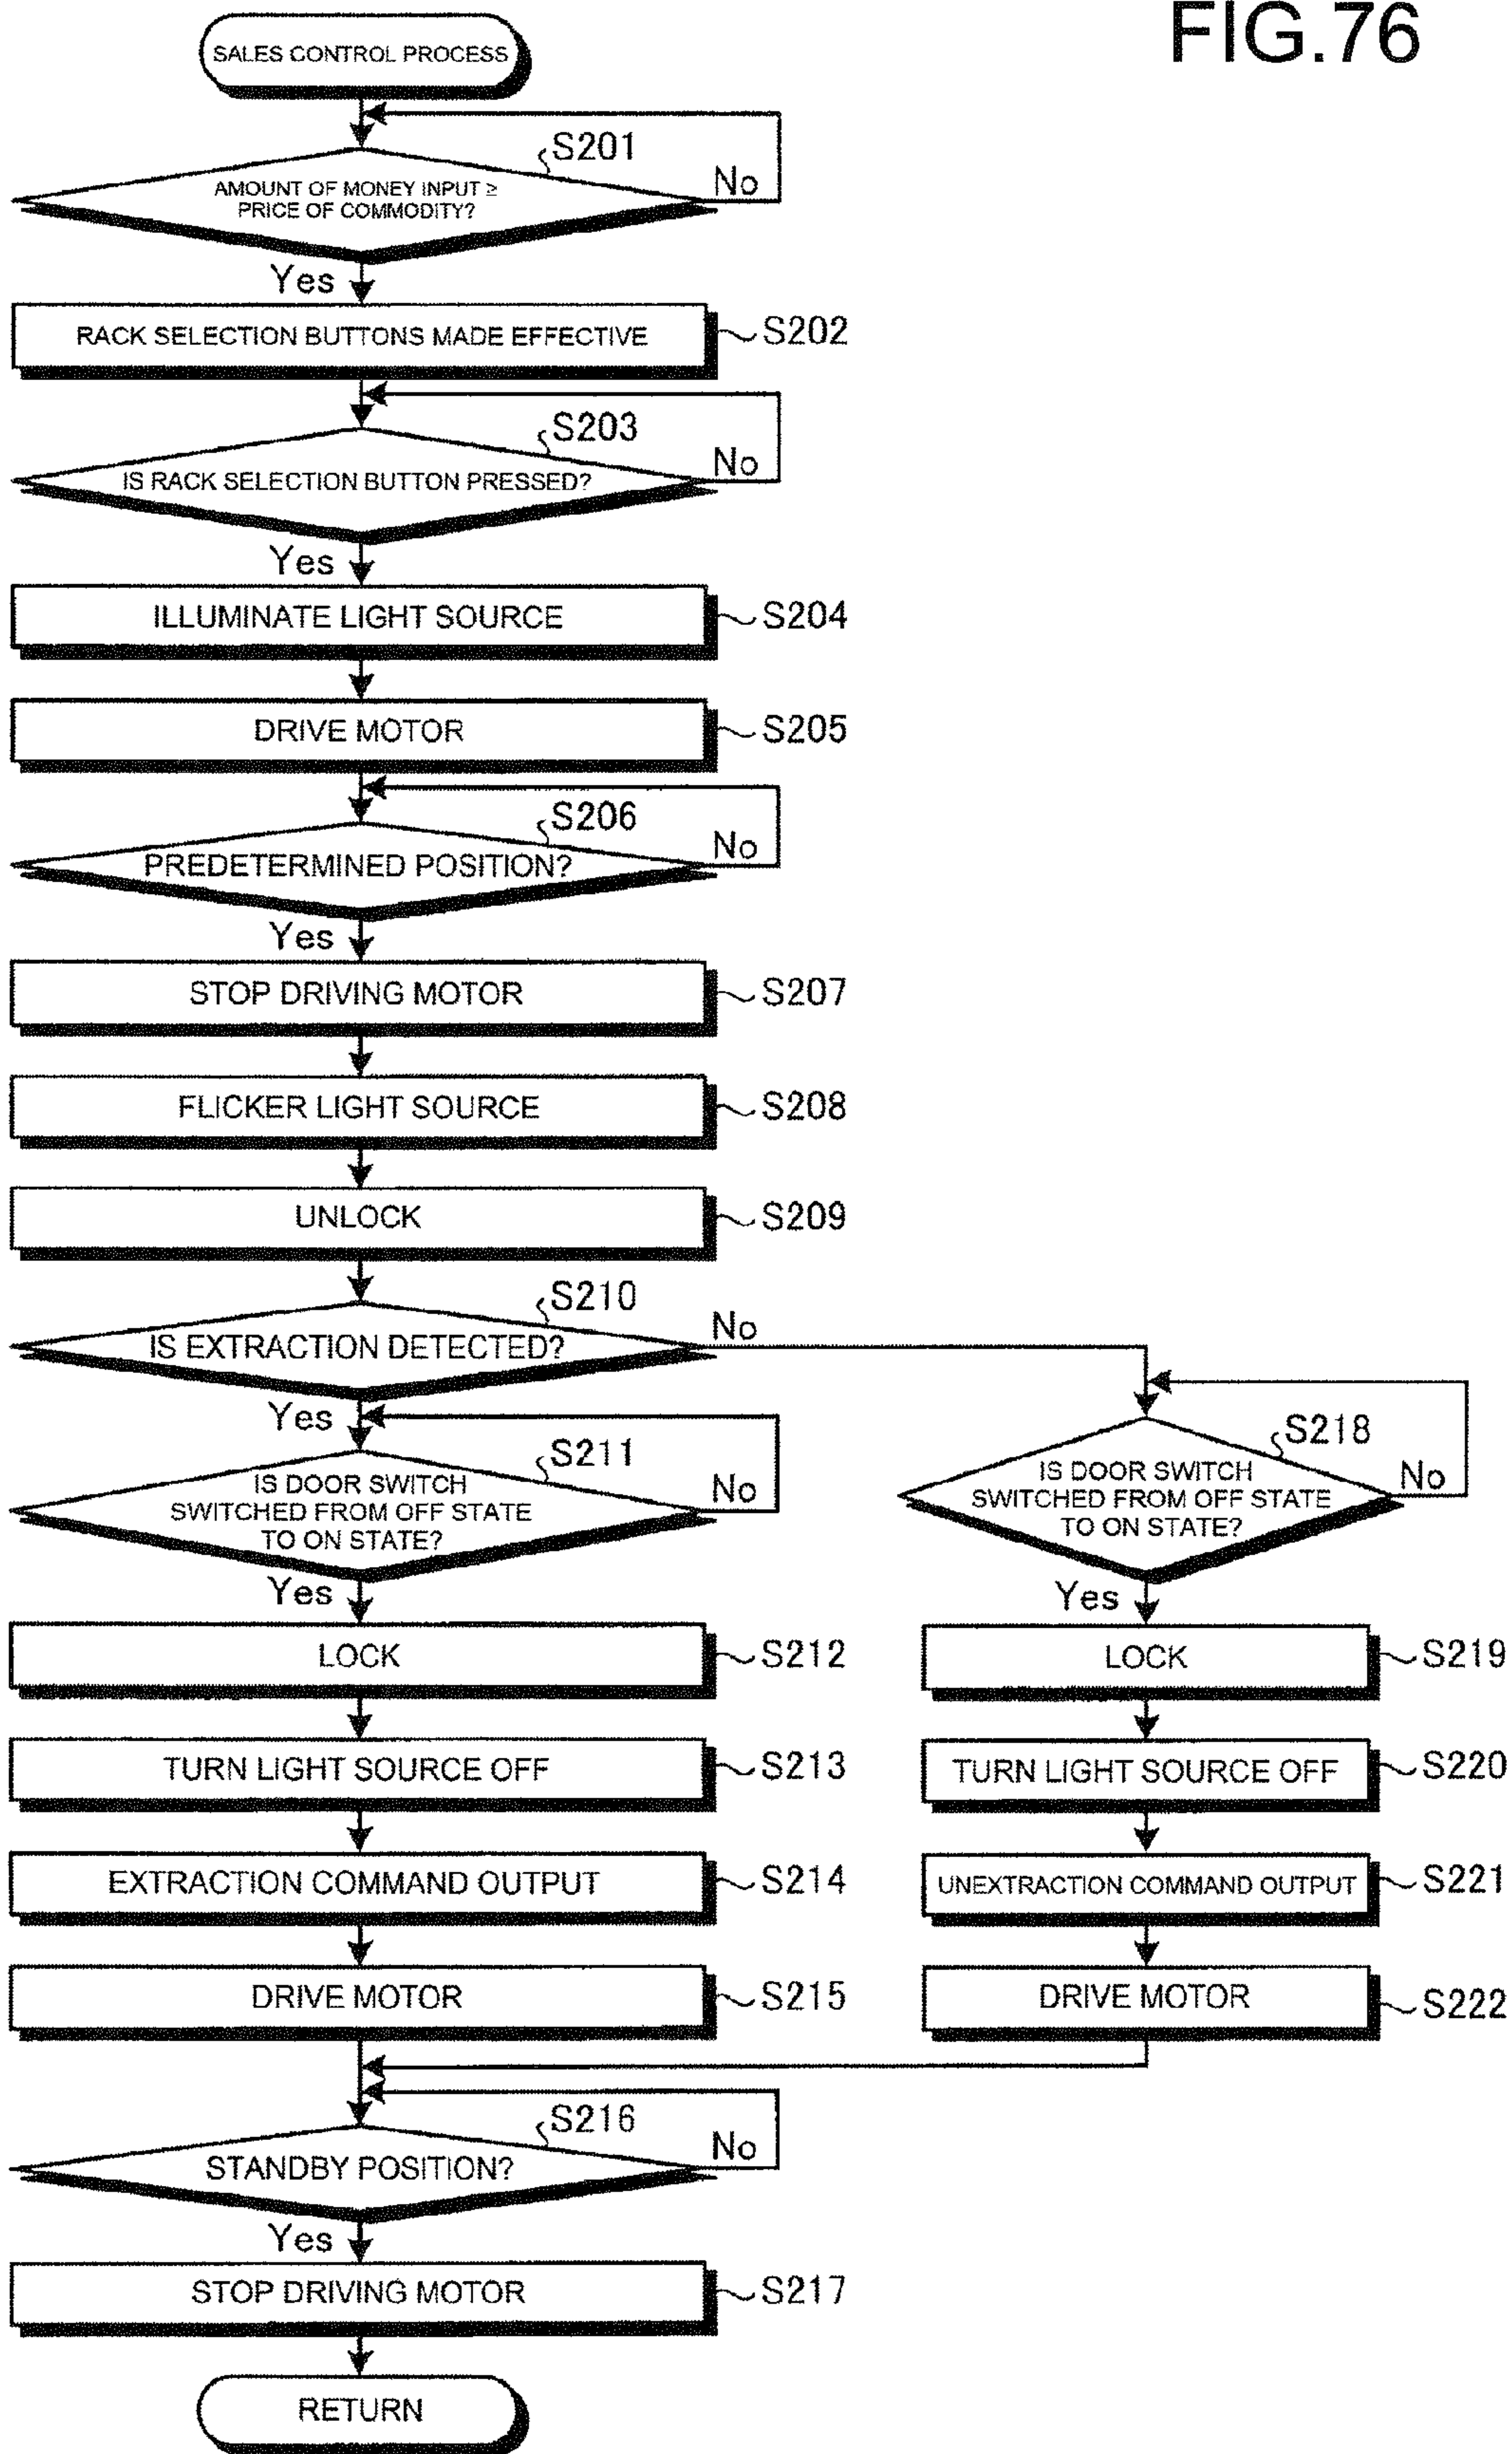 FIG.76
SALES CONTROL PROCESS
S201
AMOUNT OF MONEY INPUT ≥
PRICE OF COMMODITY?
No
Yes
RACK SELECTION BUTTONS MADE EFFECTIVE
S202
S203
IS RACK SELECTION BUTTON PRESSED?
No
Yes
ILLUMINATE LIGHT SOURCE
S204
DRIVE MOTOR
S205
S206
PREDETERMINED POSITION?
No
Yes
STOP DRIVING MOTOR
S207
FLICKER LIGHT SOURCE
S208
UNLOCK
S209
S210
IS EXTRACTION DETECTED?
No
Yes
S211
IS DOOR SWITCH
SWITCHED FROM OFF STATE
TO ON STATE?
No
Yes
LOCK
S212
TURN LIGHT SOURCE OFF
S213
EXTRACTION COMMAND OUTPUT
S214
DRIVE MOTOR
S215
S218
IS DOOR SWITCH
SWITCHED FROM OFF STATE
TO ON STATE?
No
Yes
LOCK
S219
TURN LIGHT SOURCE OFF
S220
UNEXTRACTION COMMAND OUTPUT
S221
DRIVE MOTOR
S222
S216
STANDBY POSITION?
No
Yes
STOP DRIVING MOTOR
S217
RETURN